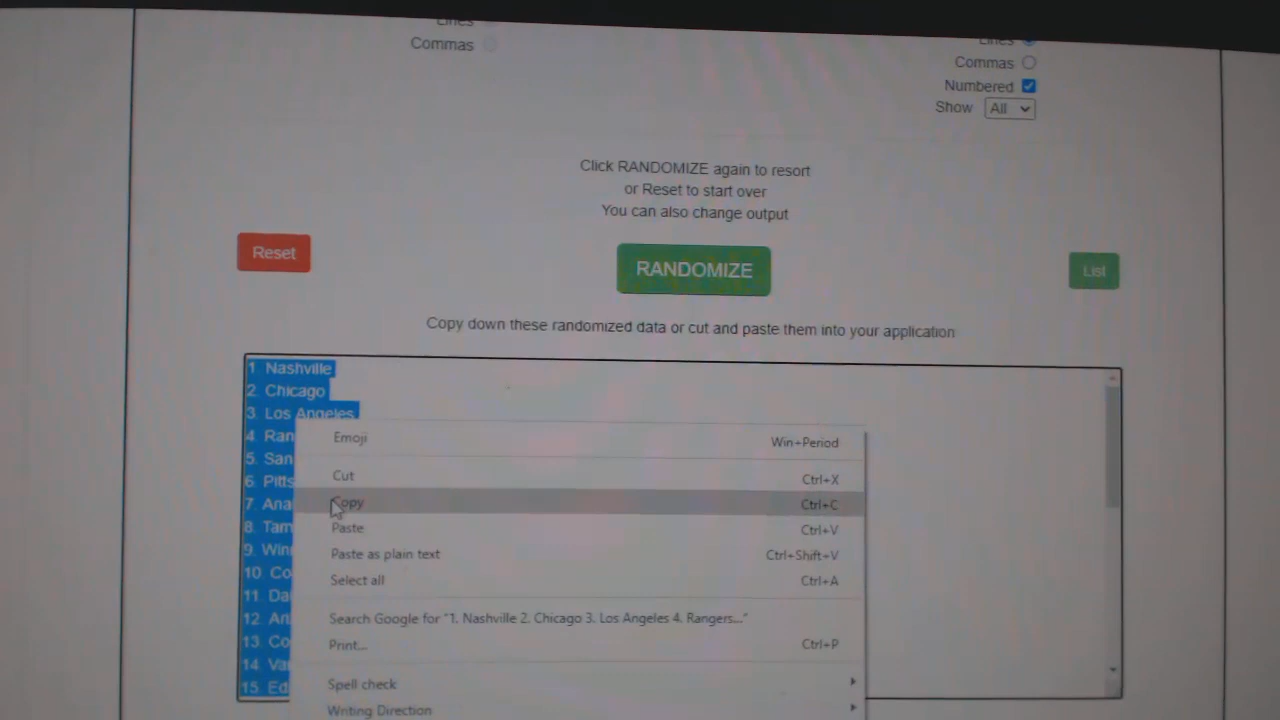 Lines
Commas
Lines
Commas
Numbered
Show All
Click RANDOMIZE again to resort
or Reset to start over
You can also change output
Reset
RANDOMIZE
List
Copy down these randomized data or cut and paste them into your application
1. Nashville
2. Chicago
3. Los Angeles
4. Ran
5. San
6. Pitts
7. Ana
8. Tam
9. Winn
10. Co
11. Da
12. Ari
13. Co
14. Va
15. Ed
Emoji Win+Period
Cut Ctrl+X
Copy Ctrl+C
Paste Ctrl+V
Paste as plain text Ctrl+Shift+V
Select all Ctrl+A
Search Google for "1. Nashville 2. Chicago 3. Los Angeles 4. Rangers..."
Print... Ctrl+P
Spell check
Writing Direction